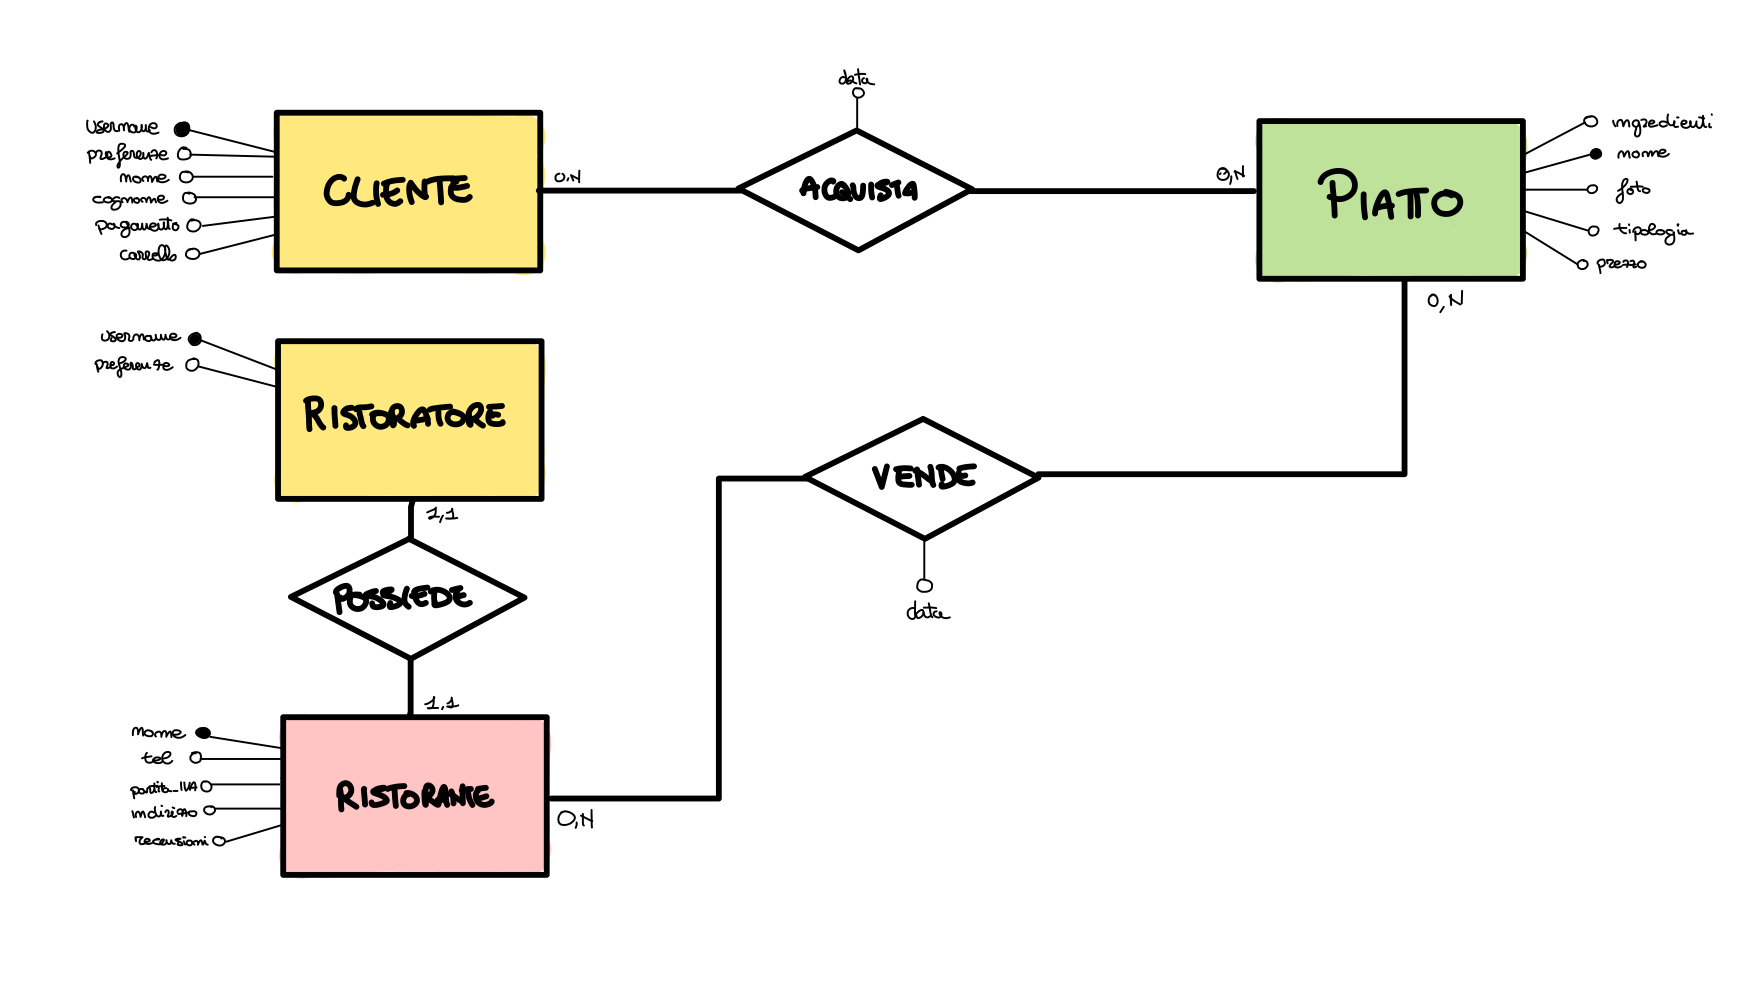 data
username
preferenze
nome
cognome
pagamento
carrello
CLIENTE
0,N
ACQUISTA
0,N
PIATTO
ingredienti
nome
foto
tipologia
prezzo
0,N
username
preferenze
RISTORATORE
1,1
POSSIEDE
1,1
VENDE
data
nome
tel
partita_IVA
indirizzo
recensioni
RISTORANTE
0,N